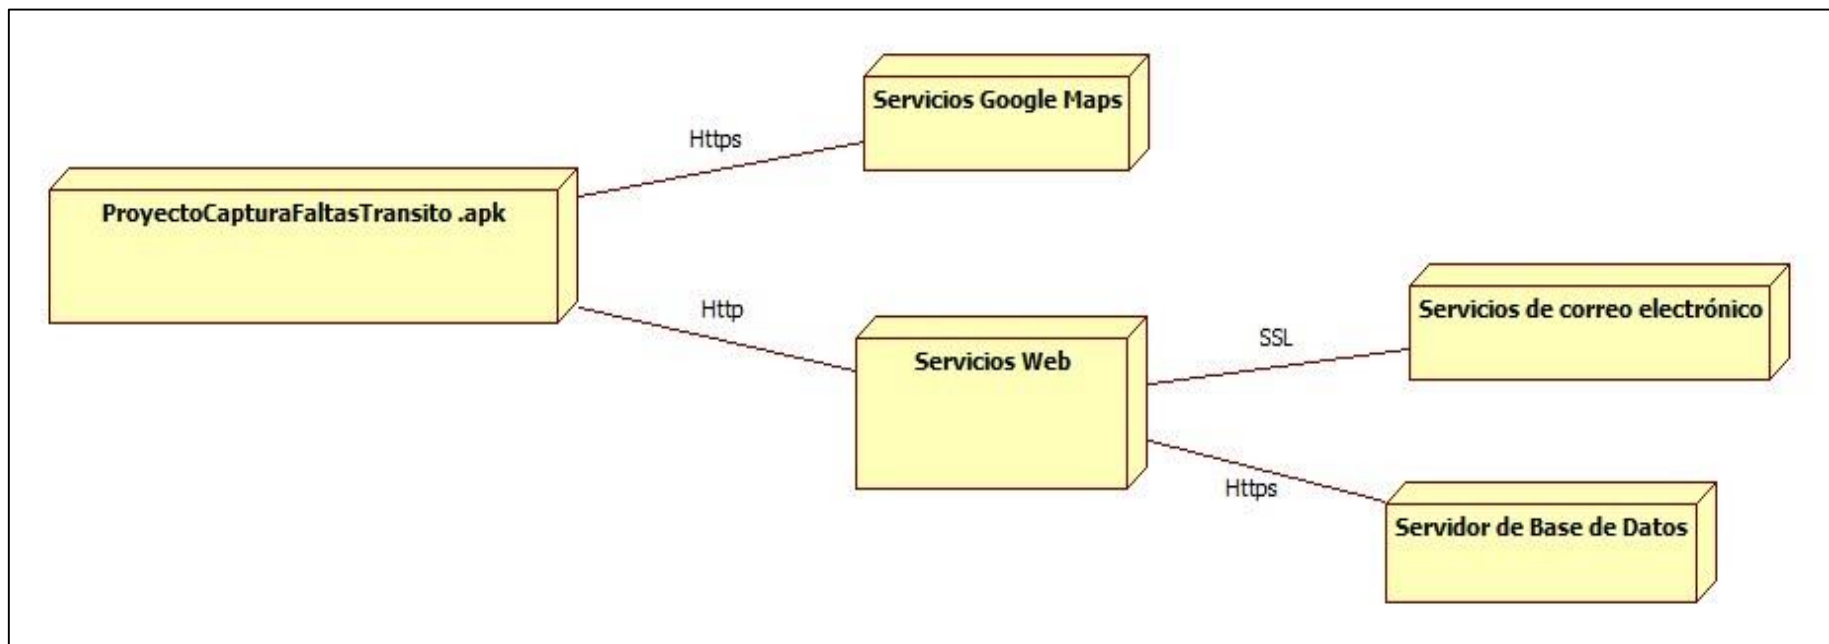 Servicios Google Maps
Https
ProyectoCapturaFaltasTransito .apk
Http
Servicios Web
SSL
Servicios de correo electrónico
Https
Servidor de Base de Datos